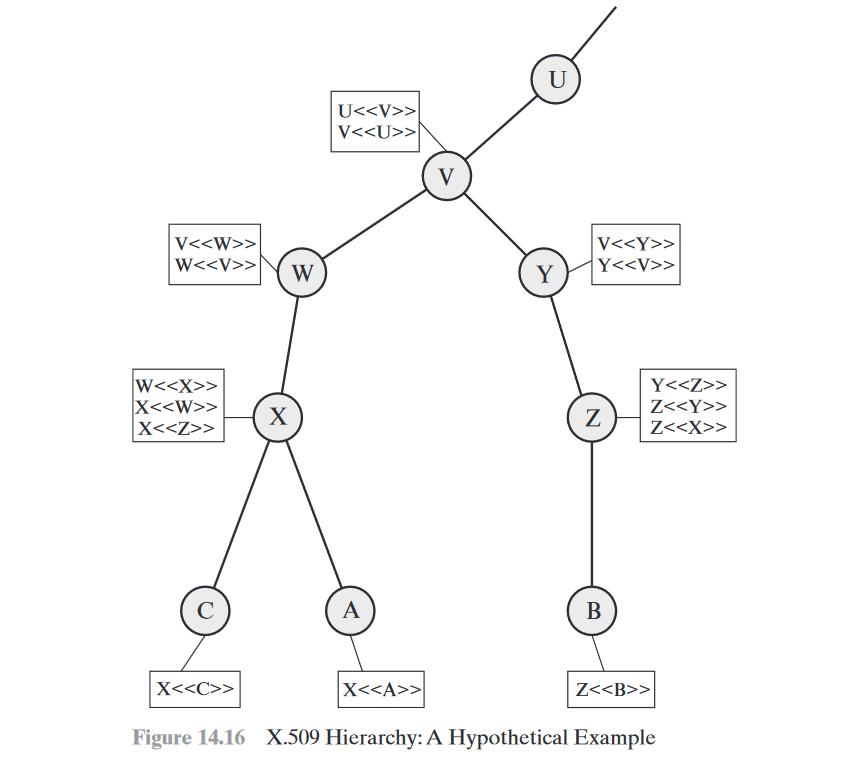 U
U<<V>>
V<<U>>
V
V<<W>>
W<<V>>
W
Y
V<<Y>>
Y<<V>>
W<<X>>
X<<W>>
X<<Z>>
X
Z
Y<<Z>>
Z<<Y>>
Z<<X>>
C
A
B
X<<C>>
X<<A>>
Z<<B>>
Figure 14.16 X.509 Hierarchy: A Hypothetical Example